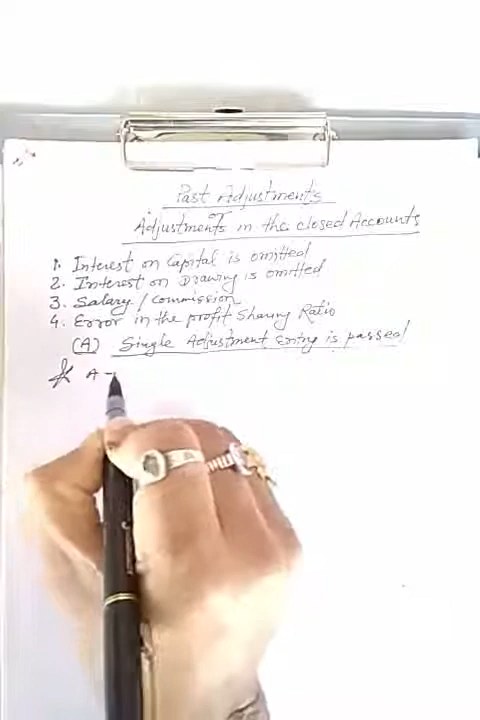 Past Adjustments
or
Adjustments in the closed Accounts
1. Interest on Capital is omitted
2. Interest on Drawing is omitted
3. Salary / Commission
4. Error in the profit Sharing Ratio
(A) Single Adjustment Entry is passed
A -